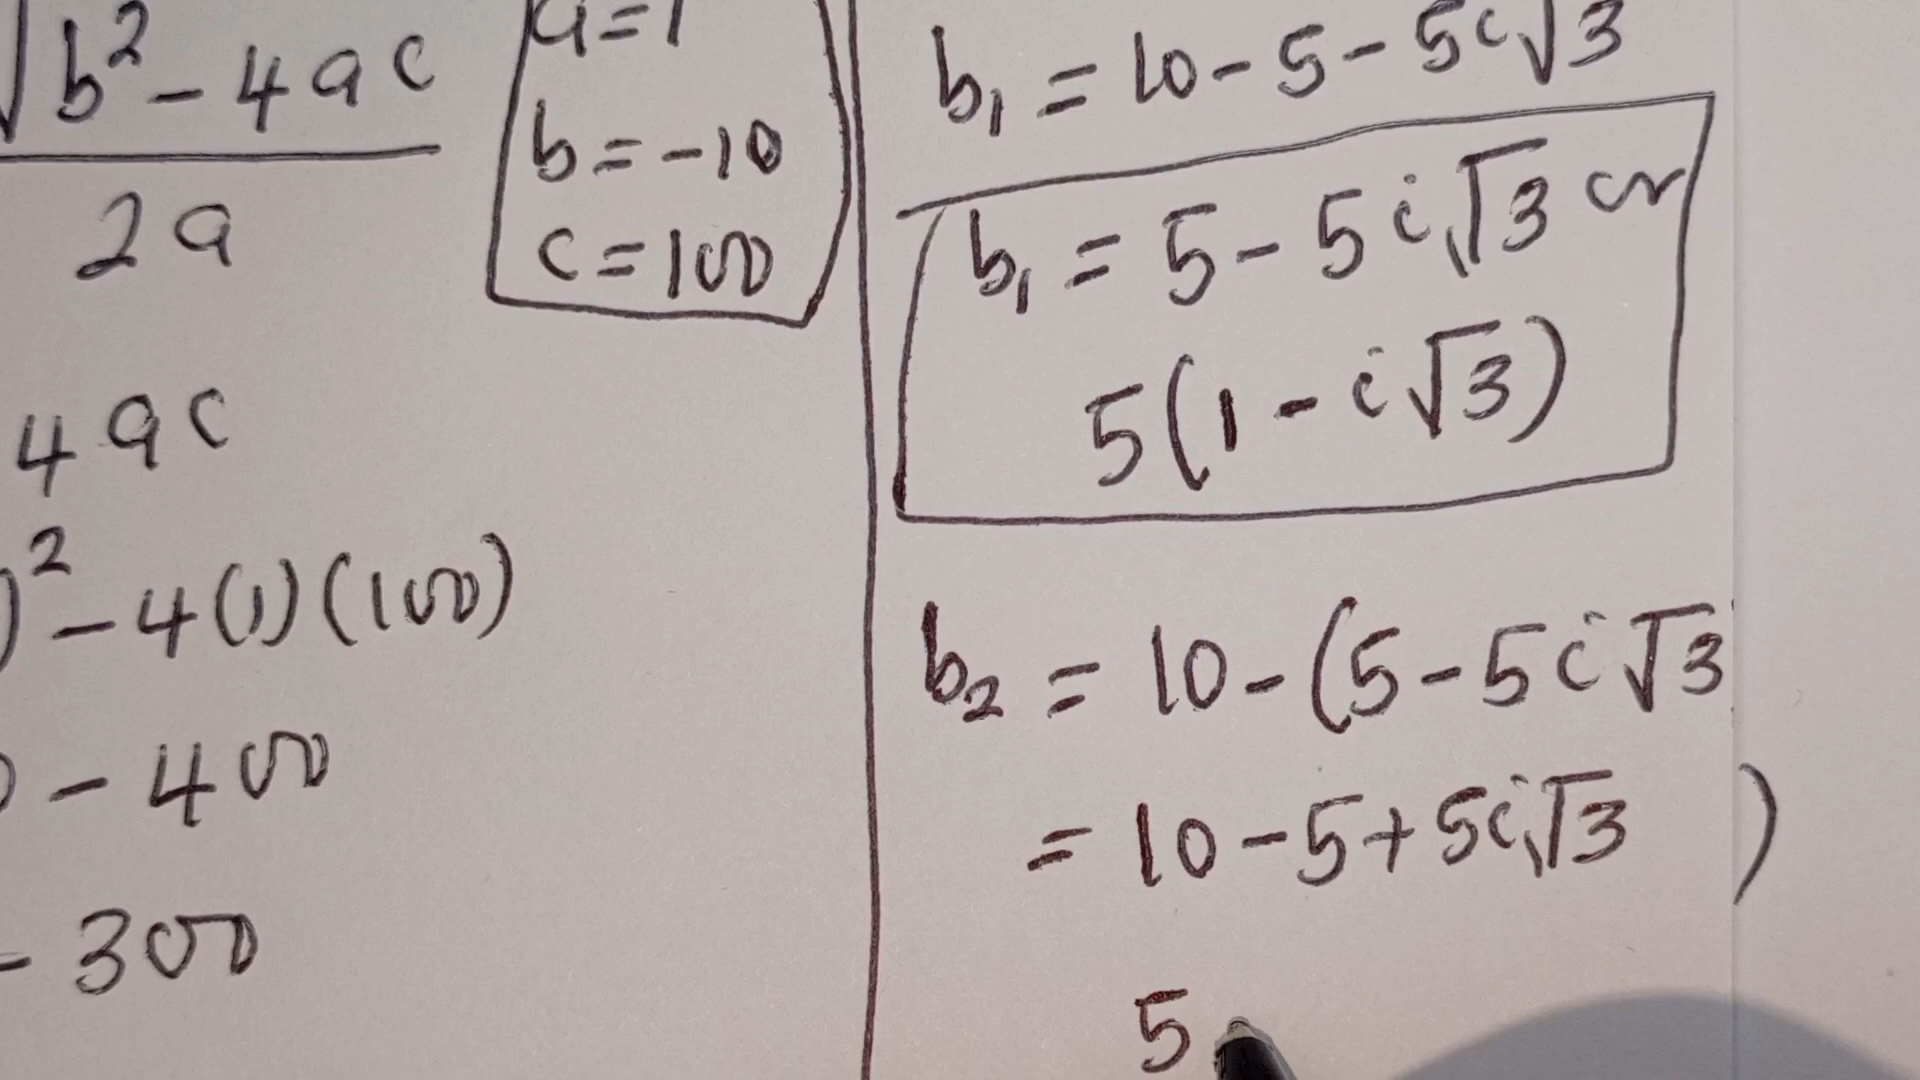 √b² - 4ac
2a
a = 1
b = -10
c = 100
4ac
)² - 4(1)(100)
0 - 400
- 300
b₁ = 10 - 5 - 5i√3
b₁ = 5 - 5i√3 or
5(1 - i√3)
b₂ = 10 - (5 - 5i√3
= 10 - 5 + 5i√3 )
5